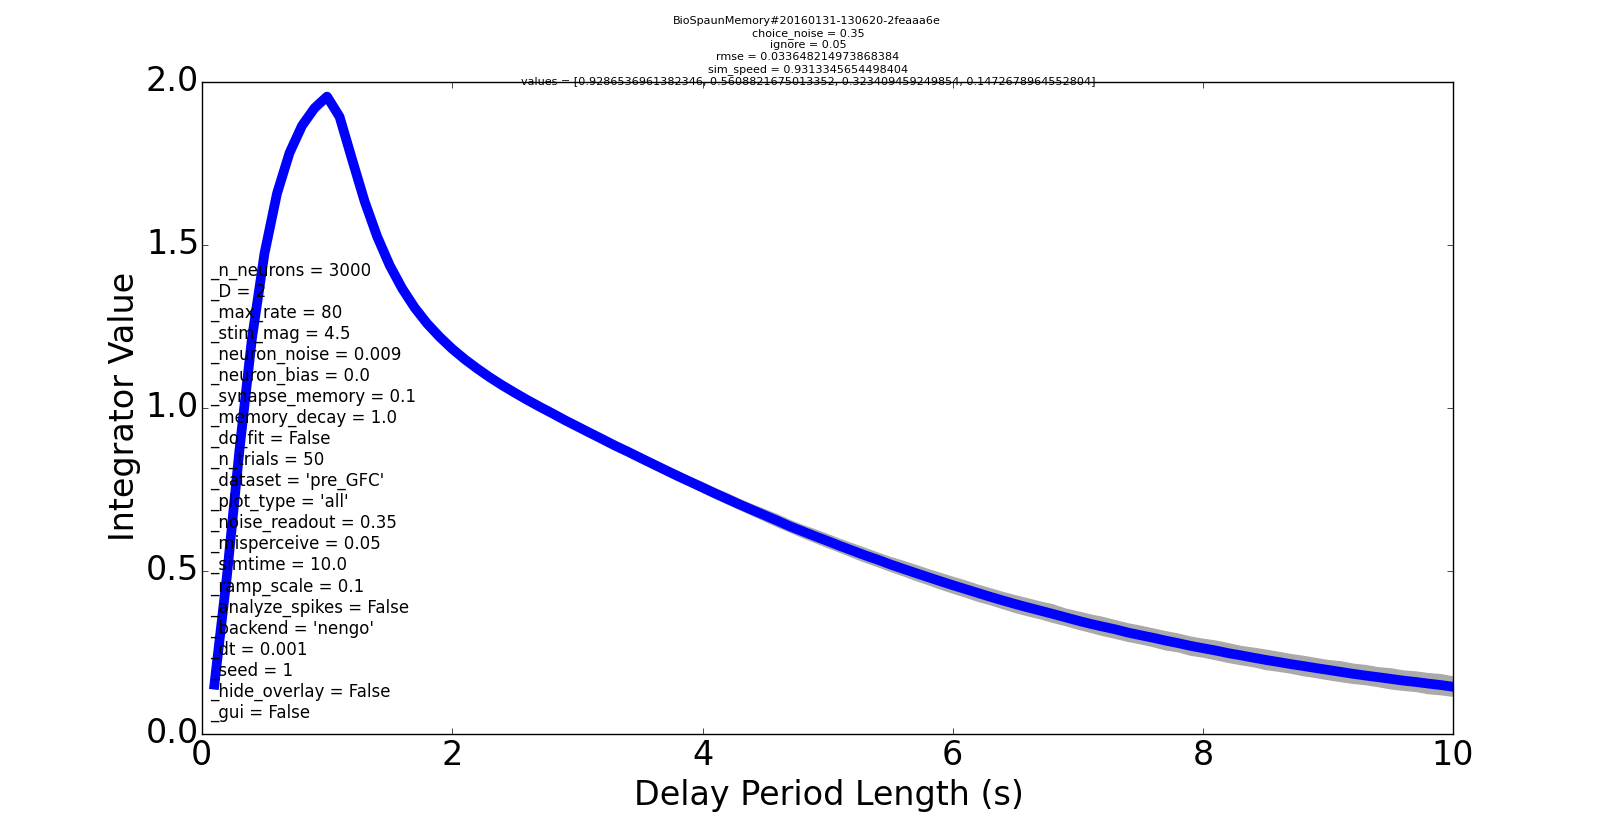 BioSpaunMemory#20160131-130620-2feaaa6e
choice_noise = 0.35
ignore = 0.05
rmse = 0.033648214973868384
sim_speed = 0.9313345654498404
values = [0.9286536961382346, 0.5608821675013352, 0.323409459249854, 0.1472678964552804]
2.0
1.5
1.0
0.5
0.0
Integrator Value
_n_neurons = 3000
_D = 2
_max_rate = 80
_stim_mag = 4.5
_neuron_noise = 0.009
_neuron_bias = 0.0
_synapse_memory = 0.1
_memory_decay = 1.0
_do_fit = False
_n_trials = 50
_dataset = 'pre_GFC'
_plot_type = 'all'
_noise_readout = 0.35
_misperceive = 0.05
_simtime = 10.0
_ramp_scale = 0.1
_analyze_spikes = False
_backend = 'nengo'
_dt = 0.001
_seed = 1
_hide_overlay = False
_gui = False
0 2 4 6 8 10
Delay Period Length (s)